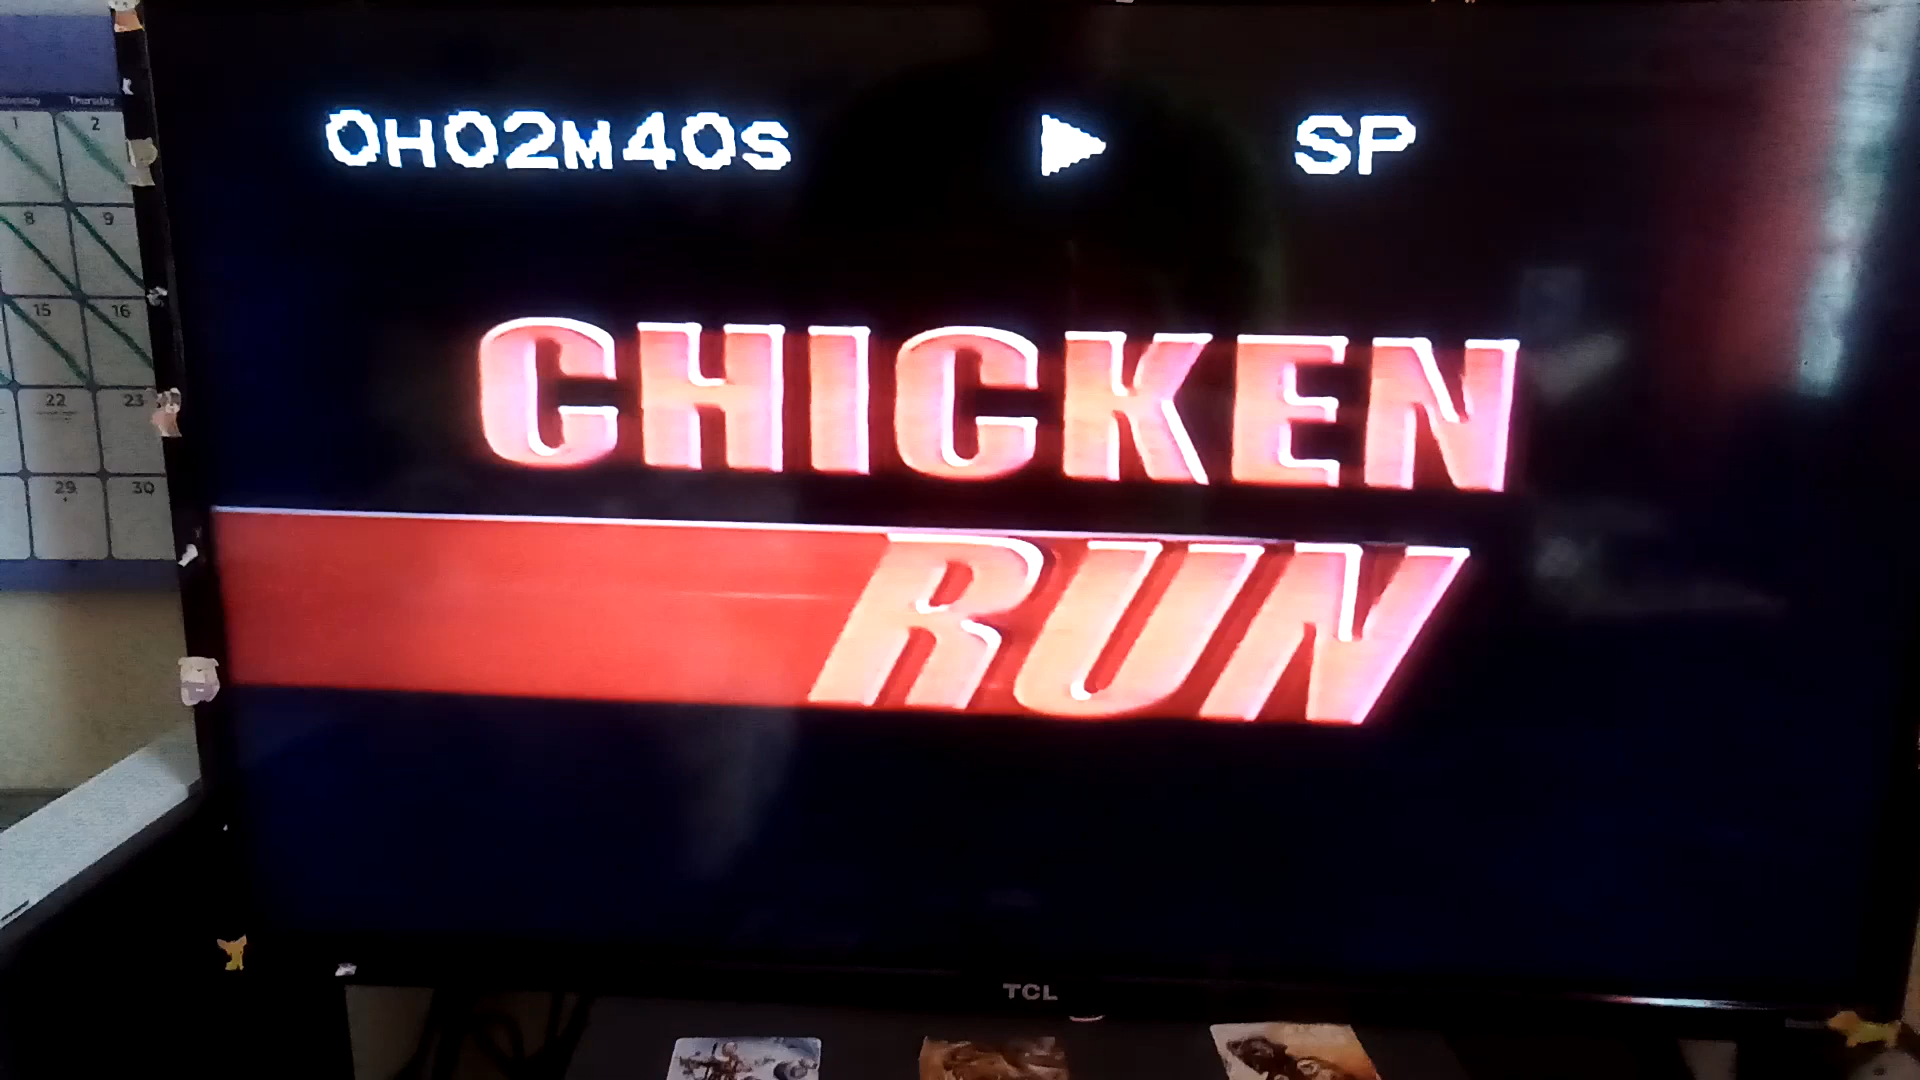 0H02M40S ▶ SP
CHICKEN
RUN
TCL
Thursday
1 2
8 9
15 16
22 23
29 30